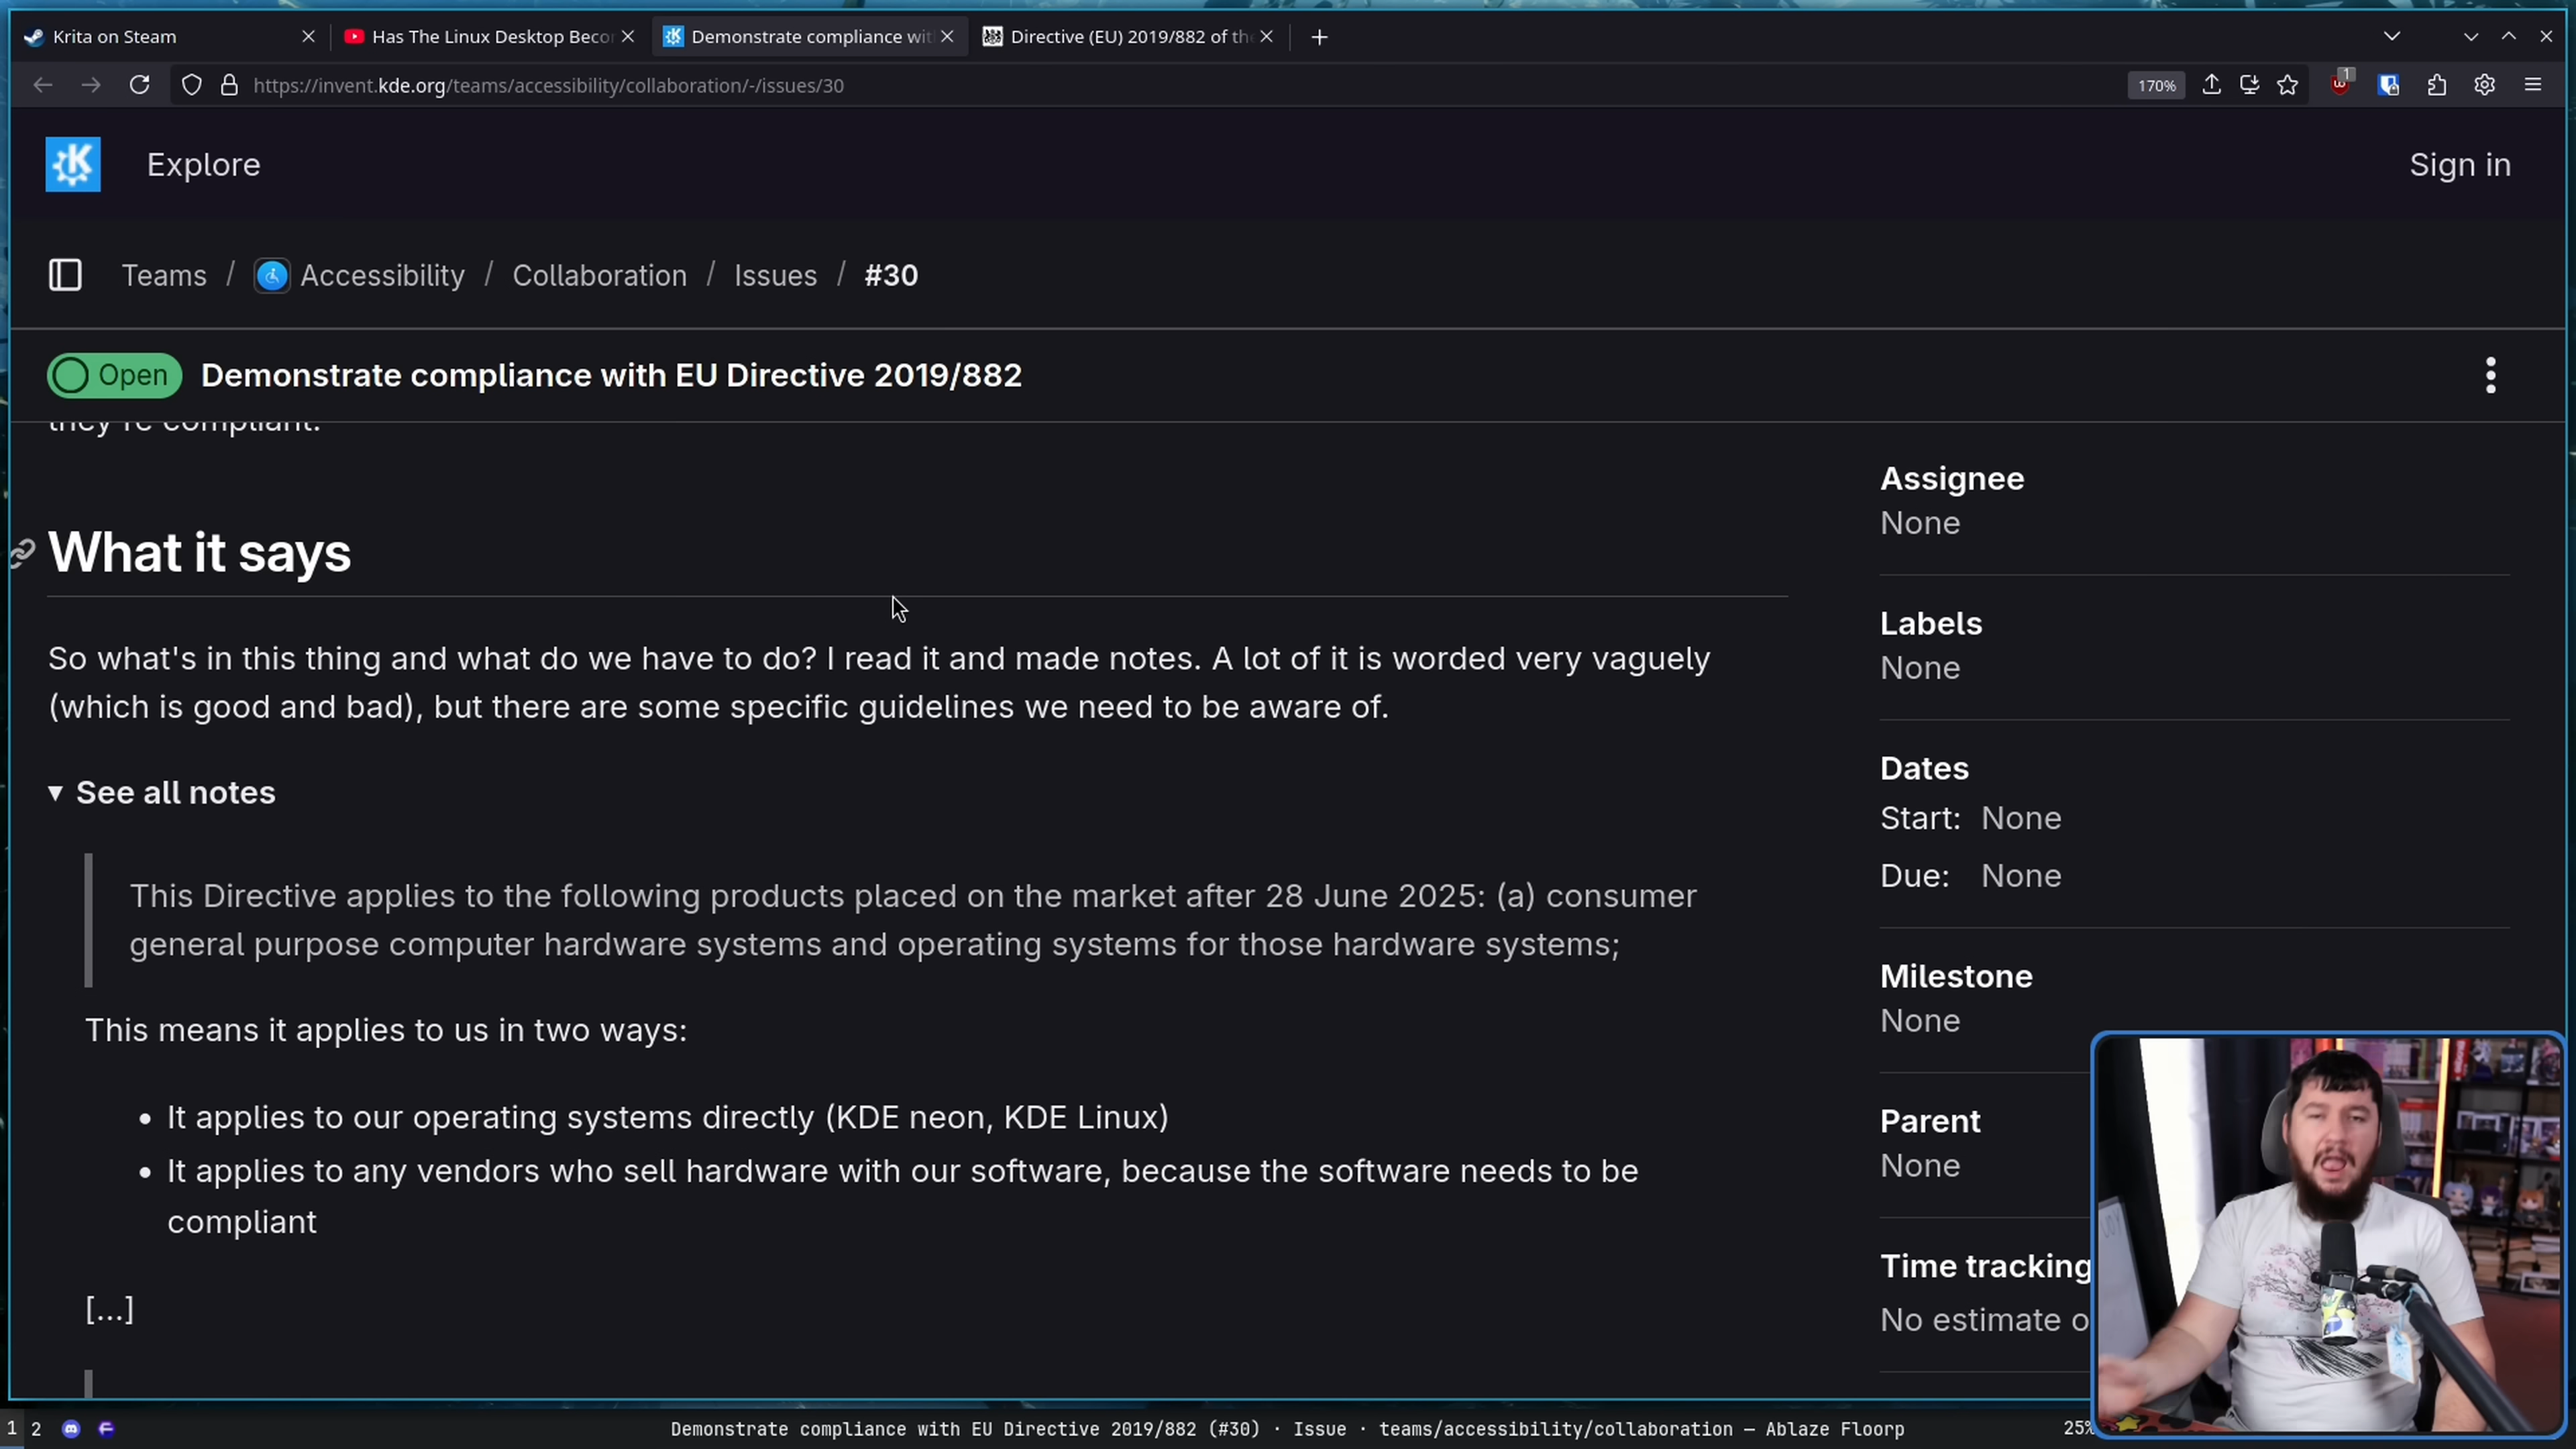 Krita on Steam
Has The Linux Desktop Beco
Demonstrate compliance wit
Directive (EU) 2019/882 of the
https://invent.kde.org/teams/accessibility/collaboration/-/issues/30
170%
1
Explore
Sign in
Teams / Accessibility / Collaboration / Issues / #30
Open Demonstrate compliance with EU Directive 2019/882
they're compliant.
What it says
So what's in this thing and what do we have to do? I read it and made notes. A lot of it is worded very vaguely
(which is good and bad), but there are some specific guidelines we need to be aware of.
▼ See all notes
This Directive applies to the following products placed on the market after 28 June 2025: (a) consumer
general purpose computer hardware systems and operating systems for those hardware systems;
This means it applies to us in two ways:
• It applies to our operating systems directly (KDE neon, KDE Linux)
• It applies to any vendors who sell hardware with our software, because the software needs to be
compliant
[...]
Assignee
None
Labels
None
Dates
Start: None
Due: None
Milestone
None
Parent
None
Time tracking
No estimate o
1 2
Demonstrate compliance with EU Directive 2019/882 (#30) · Issue · teams/accessibility/collaboration — Ablaze Floorp
25%